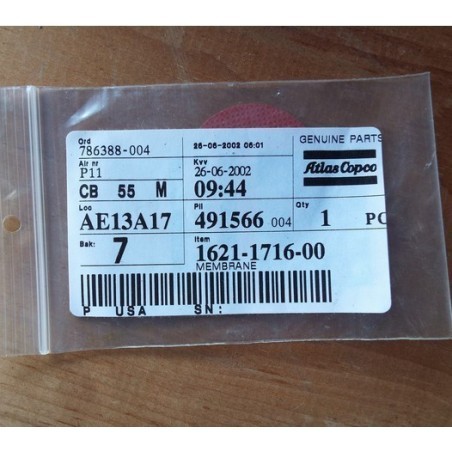 Ord
786388-004
26-06-2002 06:01
GENUINE PARTS
Alr nr
P11
Kvv
26-06-2002
Atlas Copco
CB 55 M
09:44
Loc
AE13A17
Pll
491566 004
Qty
1 PC
Bak:
7
Item
1621-1716-00
MEMBRANE
P USA SN: